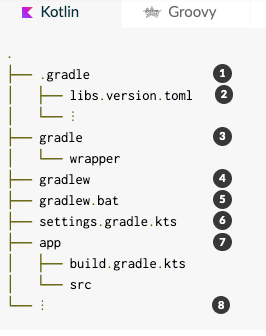 Kotlin Groovy
.
├── .gradle 1
│   ├── libs.version.toml 2
│   └── ⋮
├── gradle 3
│   └── wrapper
├── gradlew 4
├── gradlew.bat 5
├── settings.gradle.kts 6
├── app 7
│   ├── build.gradle.kts
│   └── src
└── ⋮ 8